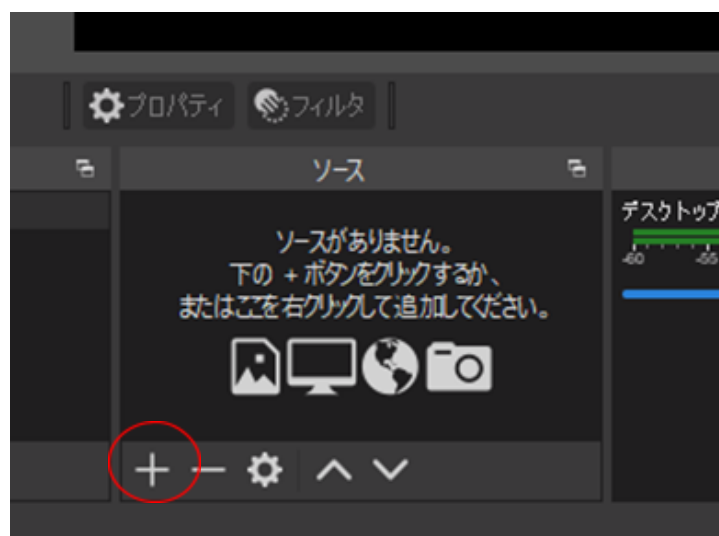 プロパティ フィルタ
ソース
ソースがありません。
下の + ボタンをクリックするか、
またはここを右クリックして追加してください。
デスクトップ
-60 -55